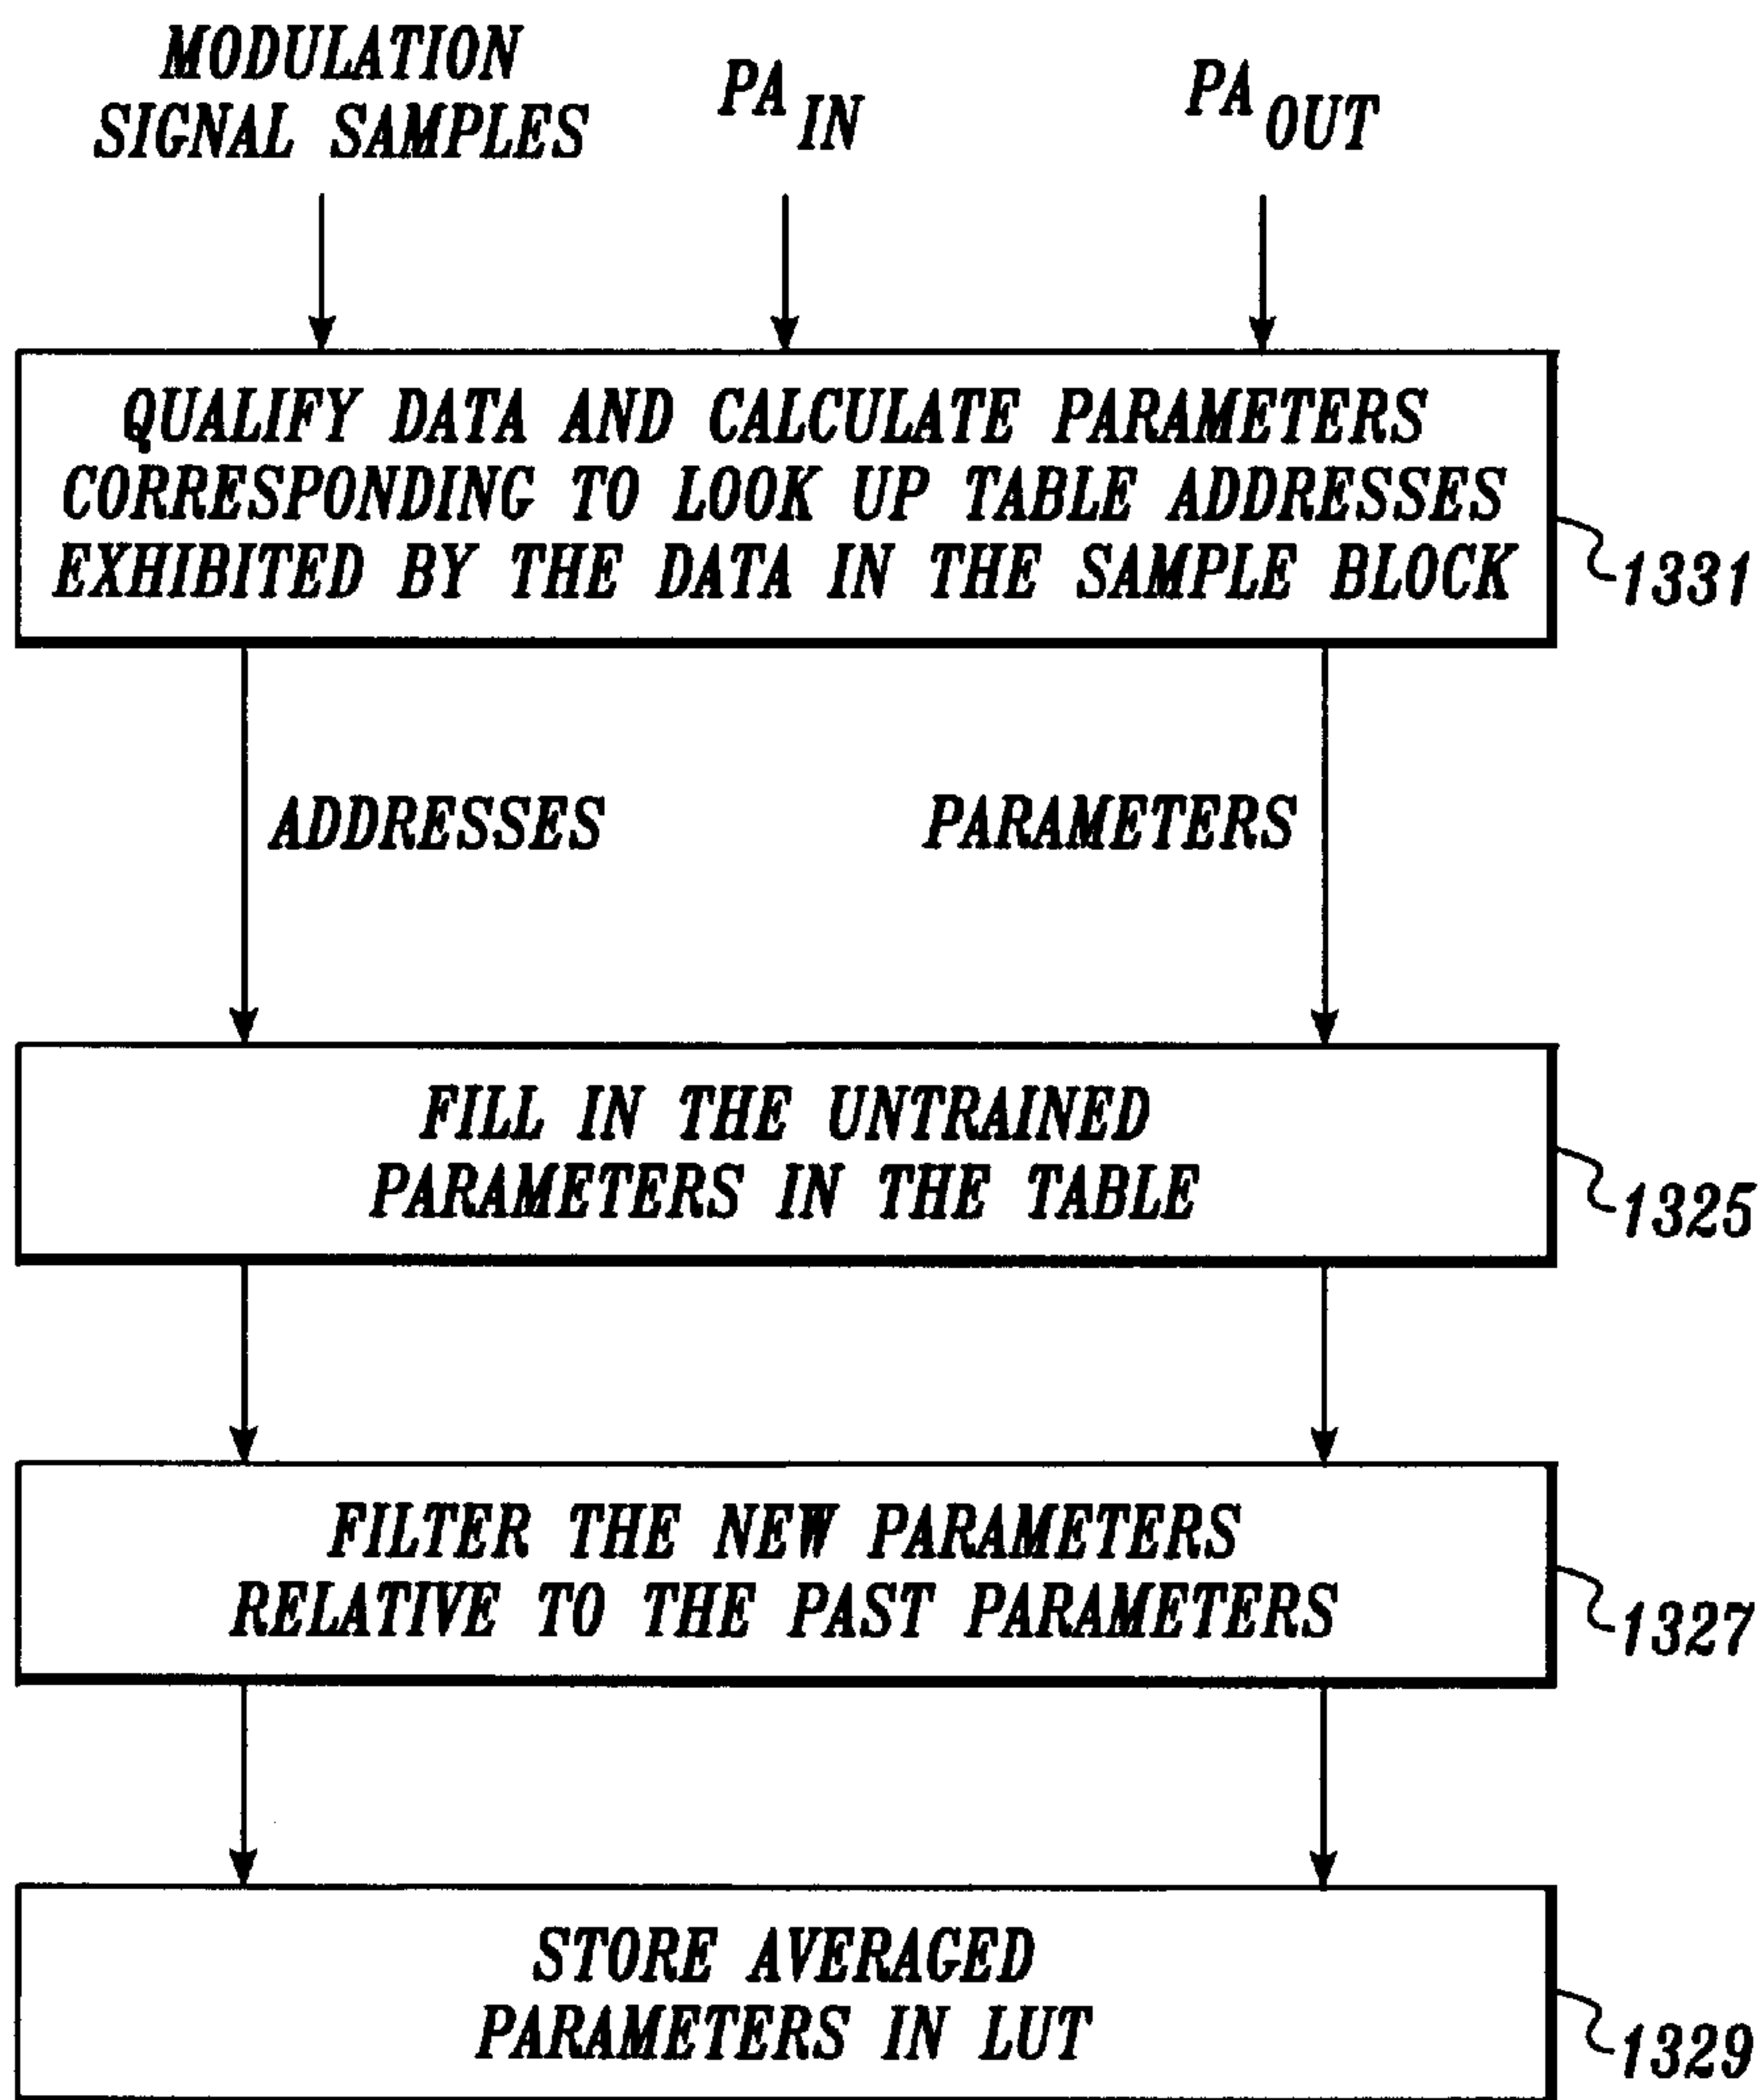 MODULATION
SIGNAL SAMPLES
PA IN
PA OUT
QUALIFY DATA AND CALCULATE PARAMETERS
CORRESPONDING TO LOOK UP TABLE ADDRESSES
EXHIBITED BY THE DATA IN THE SAMPLE BLOCK
1331
ADDRESSES
PARAMETERS
FILL IN THE UNTRAINED
PARAMETERS IN THE TABLE
1325
FILTER THE NEW PARAMETERS
RELATIVE TO THE PAST PARAMETERS
1327
STORE AVERAGED
PARAMETERS IN LUT
1329